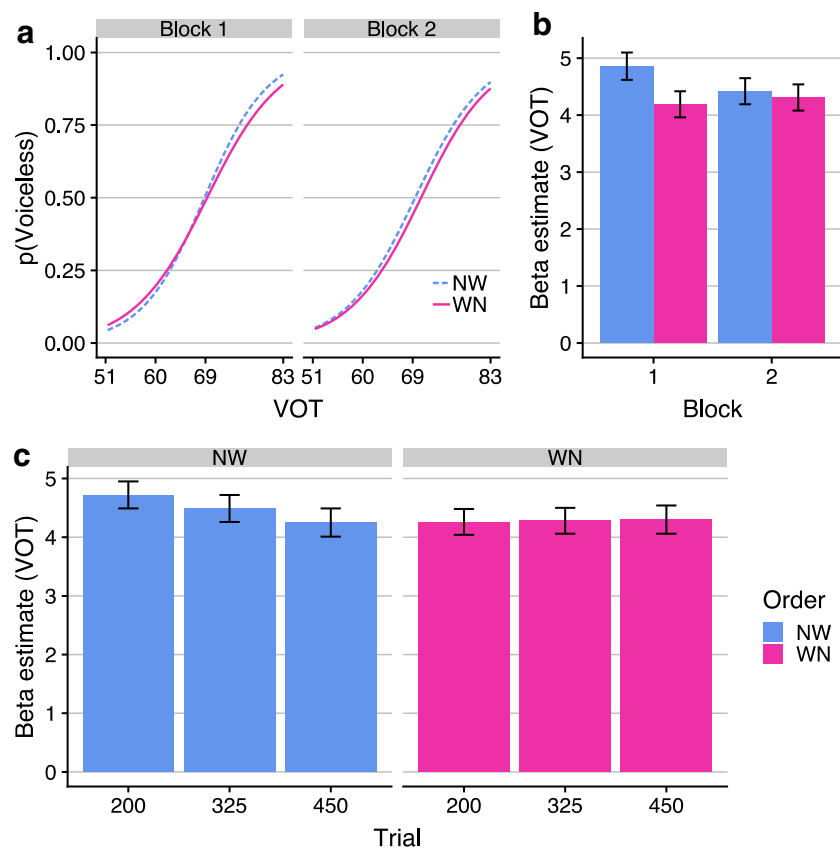 a
Block 1
Block 2
p(Voiceless)
1.00
0.75
0.50
0.25
0.00
NW
WN
51 60 69 83
51 60 69 83
VOT
b
Beta estimate (VOT)
5
4
3
2
1
0
1 2
Block
c
NW
WN
Beta estimate (VOT)
5
4
3
2
1
0
200 325 450
200 325 450
Trial
Order
NW
WN